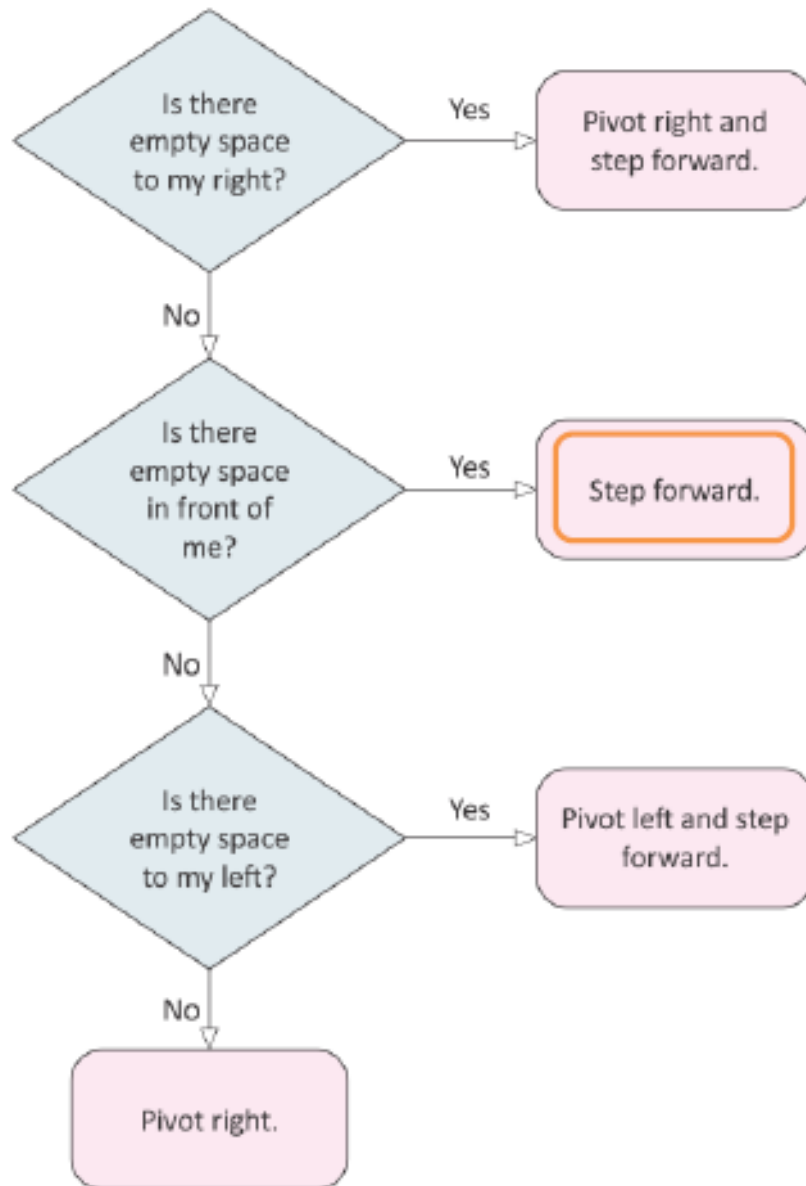 Is there
empty space
to my right?
Yes
Pivot right and
step forward.
No
Is there
empty space
in front of
me?
Yes
Step forward.
No
Is there
empty space
to my left?
Yes
Pivot left and step
forward.
No
Pivot right.